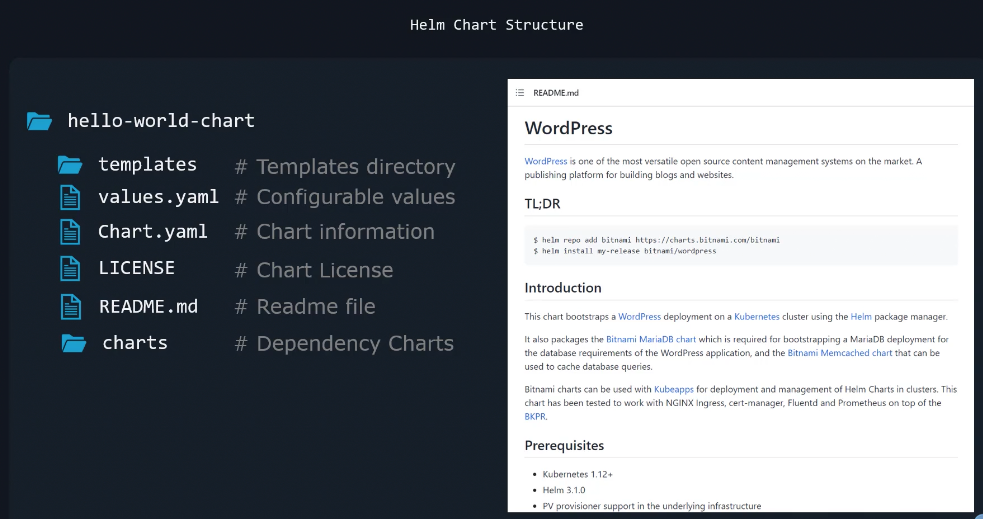 Helm Chart Structure
hello-world-chart
templates # Templates directory
values.yaml # Configurable values
Chart.yaml # Chart information
LICENSE # Chart License
README.md # Readme file
charts # Dependency Charts
README.md
WordPress
WordPress is one of the most versatile open source content management systems on the market. A
publishing platform for building blogs and websites.
TL;DR
$ helm repo add bitnami https://charts.bitnami.com/bitnami
$ helm install my-release bitnami/wordpress
Introduction
This chart bootstraps a WordPress deployment on a Kubernetes cluster using the Helm package manager.
It also packages the Bitnami MariaDB chart which is required for bootstrapping a MariaDB deployment for
the database requirements of the WordPress application, and the Bitnami Memcached chart that can be
used to cache database queries.
Bitnami charts can be used with Kubeapps for deployment and management of Helm Charts in clusters. This
chart has been tested to work with NGINX Ingress, cert-manager, Fluentd and Prometheus on top of the
BKPR.
Prerequisites
• Kubernetes 1.12+
• Helm 3.1.0
• PV provisioner support in the underlying infrastructure